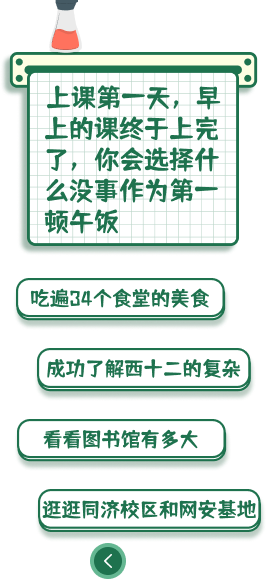 上课第一天，早
上的课终于上完
了，你会选择什
么没事作为第一
顿午饭
吃遍34个食堂的美食
成功了解西十二的复杂
看看图书馆有多大
逛逛同济校区和网安基地